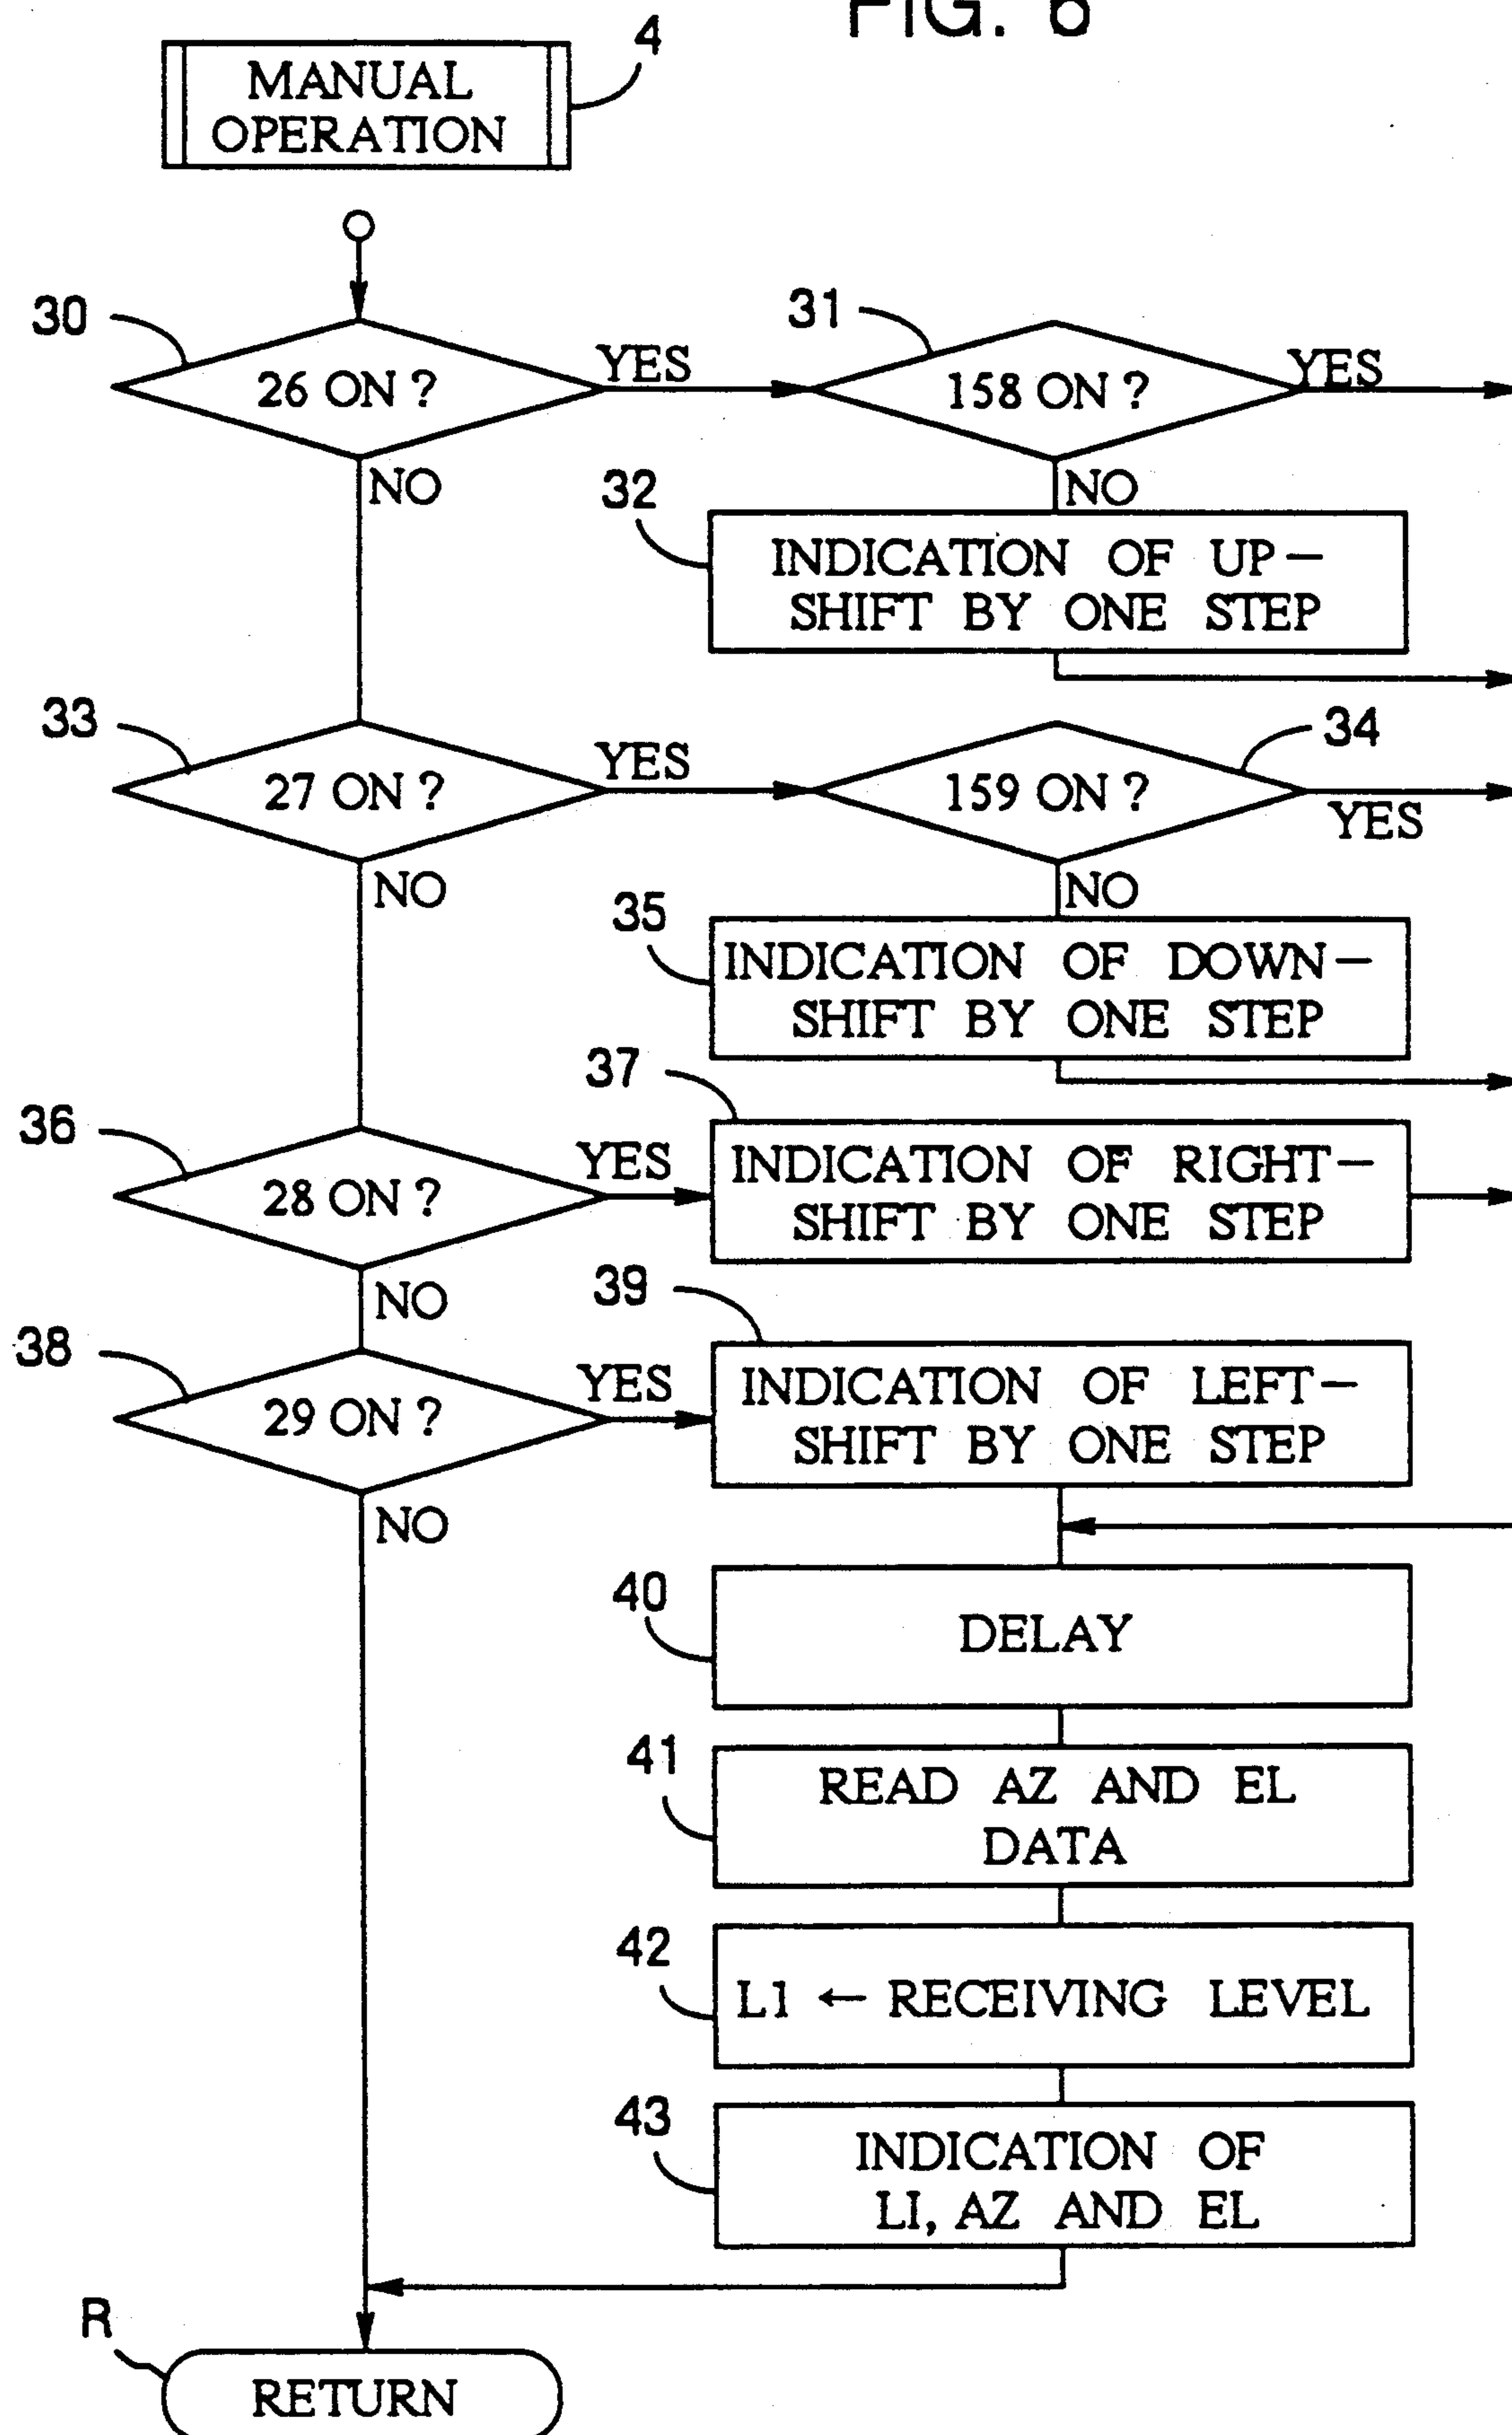 FIG. 6
4
MANUAL
OPERATION
30
26 ON ?
YES
NO
31
158 ON ?
YES
NO
32
INDICATION OF UP—
SHIFT BY ONE STEP
33
27 ON ?
YES
NO
34
159 ON ?
YES
NO
35
INDICATION OF DOWN—
SHIFT BY ONE STEP
36
28 ON ?
YES
NO
37
INDICATION OF RIGHT—
SHIFT BY ONE STEP
38
29 ON ?
YES
NO
39
INDICATION OF LEFT—
SHIFT BY ONE STEP
40
DELAY
41
READ AZ AND EL
DATA
42
L1 ← RECEIVING LEVEL
43
INDICATION OF
LI, AZ AND EL
R
RETURN